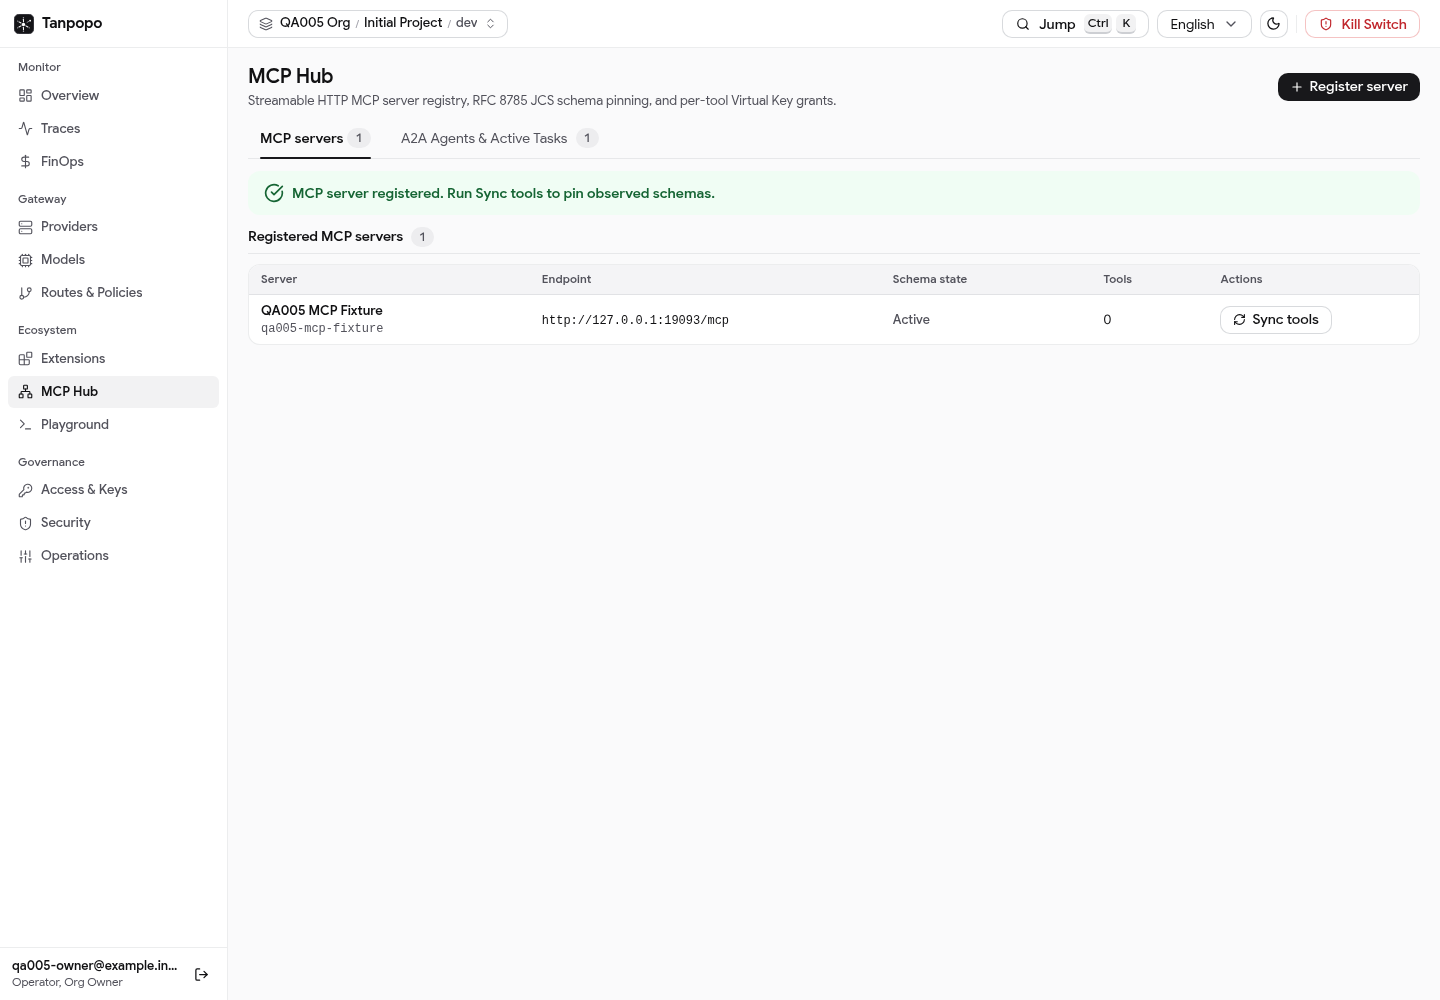 Tanpopo
QA005 Org / Initial Project / dev
Jump Ctrl K
English
Kill Switch
Monitor
Overview
Traces
FinOps
Gateway
Providers
Models
Routes & Policies
Ecosystem
Extensions
MCP Hub
Playground
Governance
Access & Keys
Security
Operations
qa005-owner@example.in...
Operator, Org Owner
MCP Hub
Streamable HTTP MCP server registry, RFC 8785 JCS schema pinning, and per-tool Virtual Key grants.
Register server
MCP servers 1
A2A Agents & Active Tasks 1
MCP server registered. Run Sync tools to pin observed schemas.
Registered MCP servers 1
Server Endpoint Schema state Tools Actions
QA005 MCP Fixture
qa005-mcp-fixture
http://127.0.0.1:19093/mcp
Active
0
Sync tools